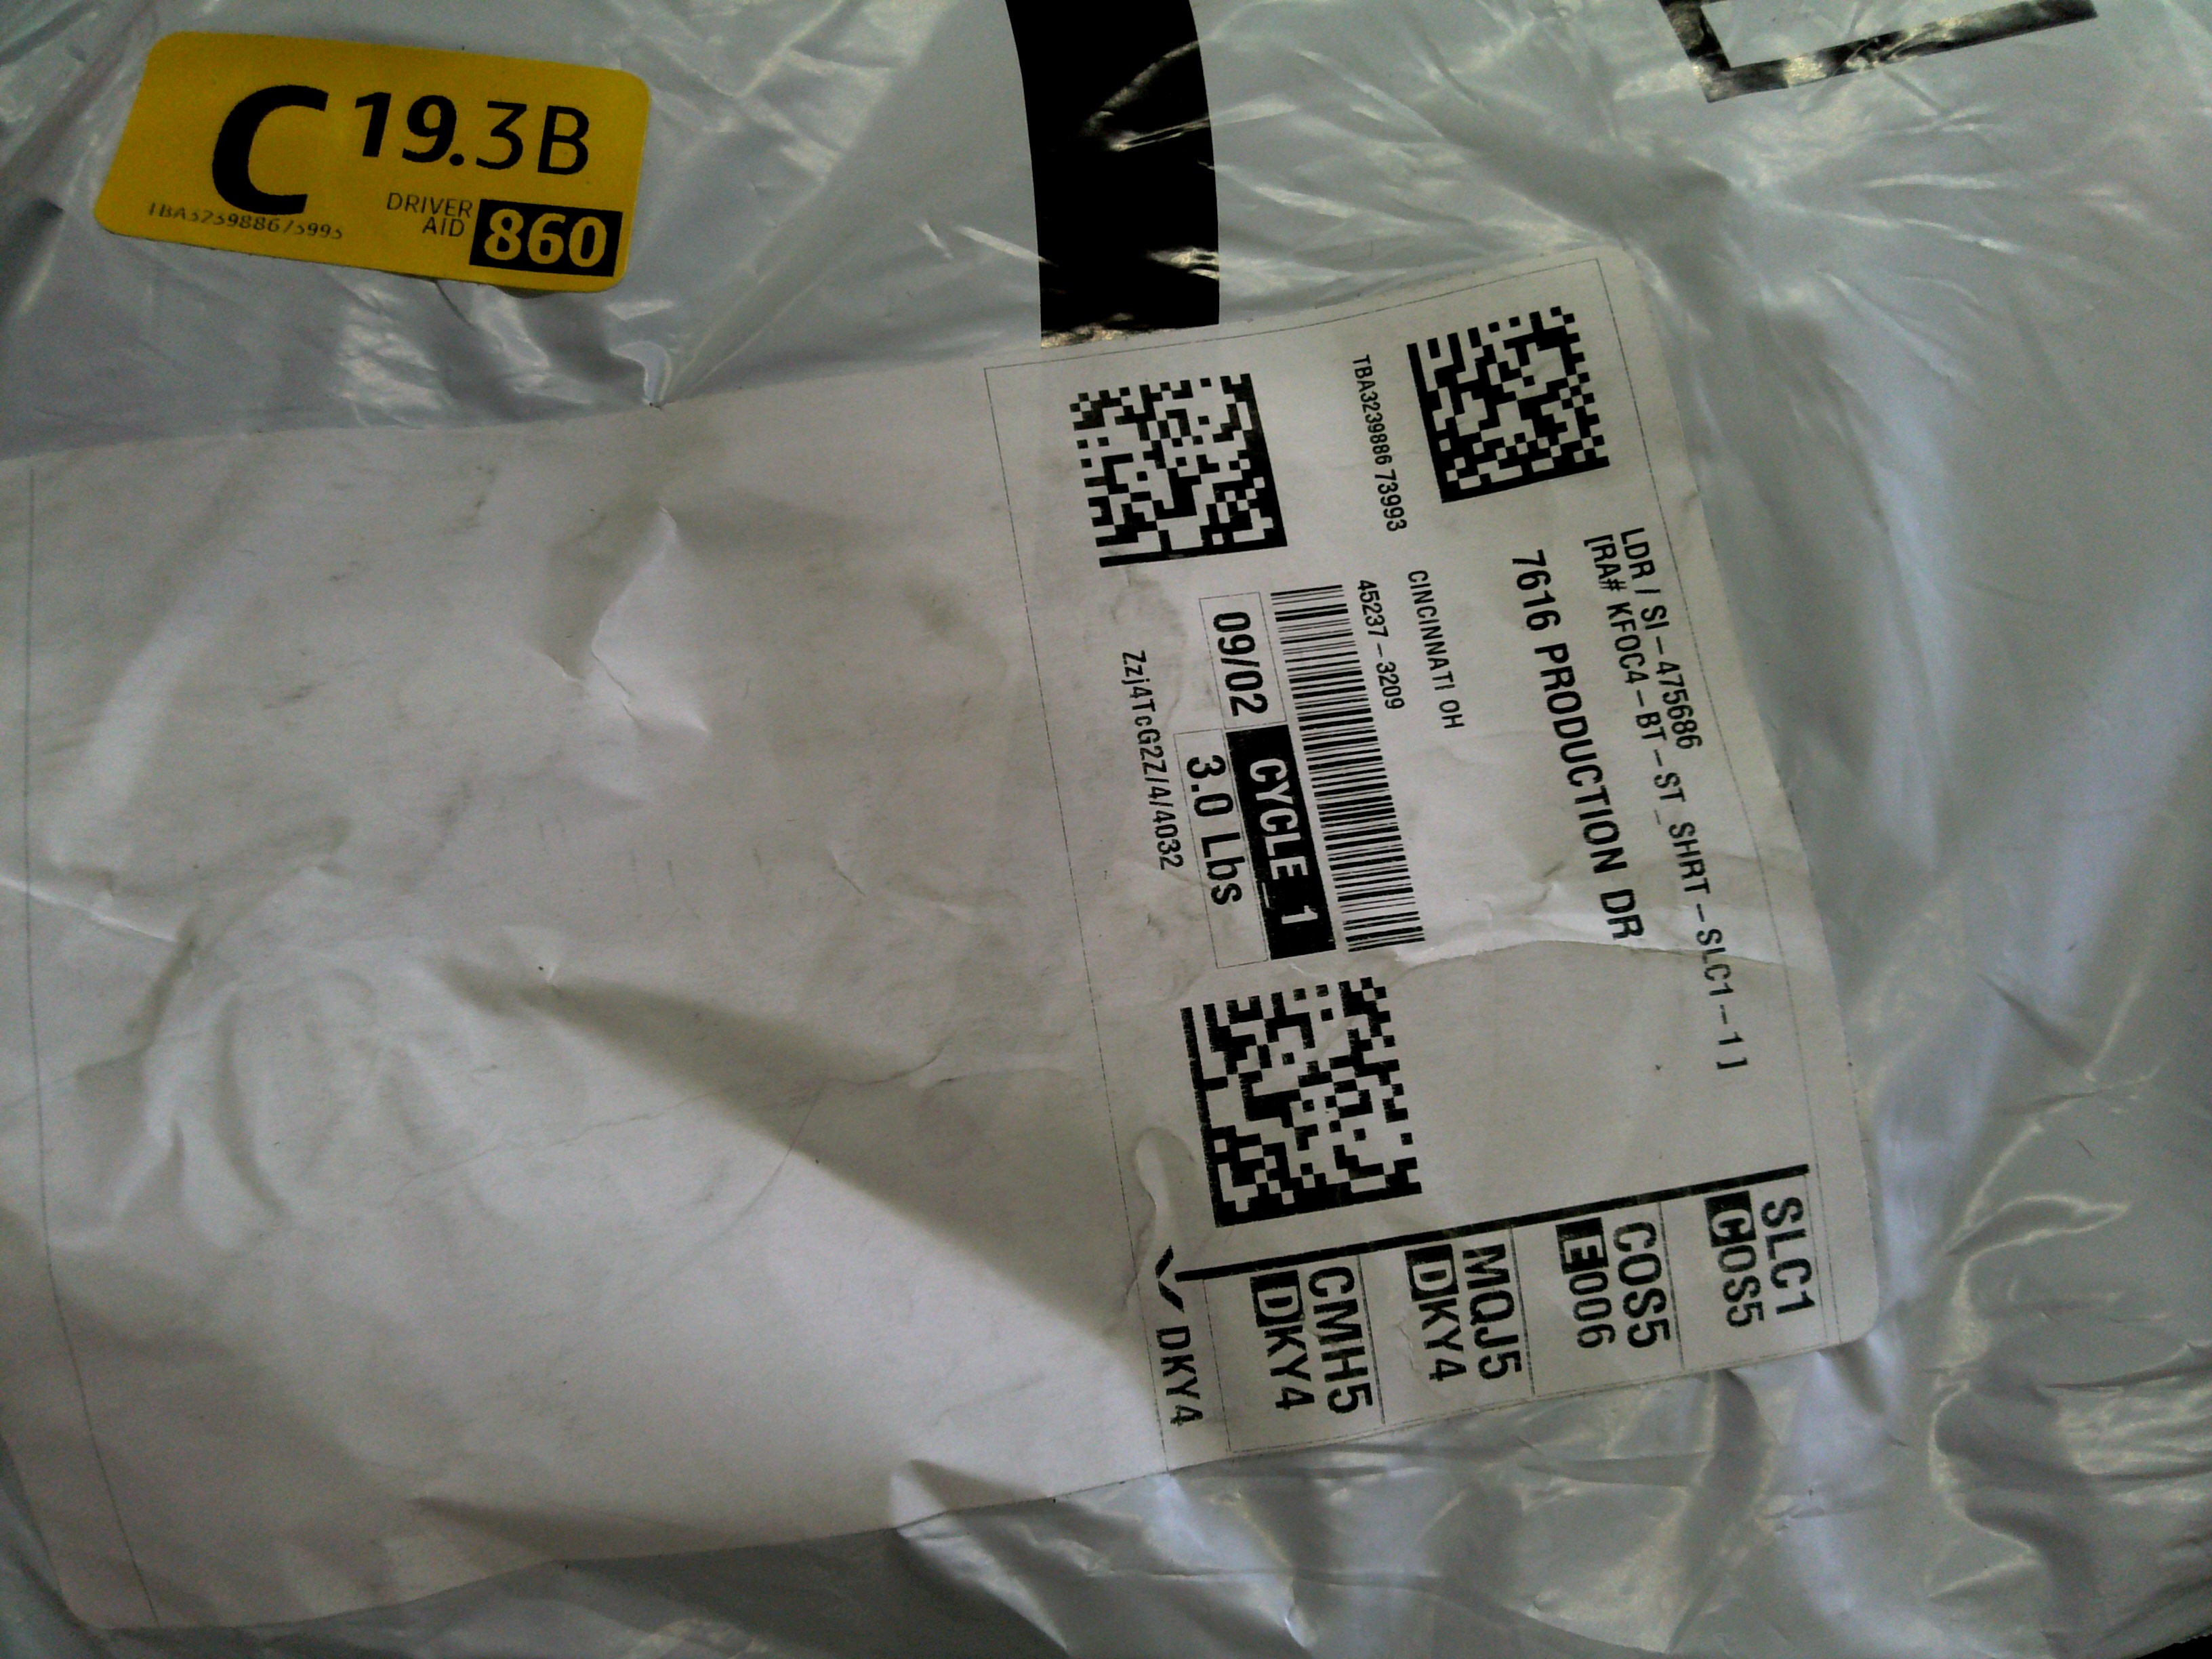 C 19.3B
DRIVER
AID 860
TBA323988673993
LDR / SI-475686
[RA# KFOC4-BT-ST_SHRT-SLC1-1]
7616 PRODUCTION DR
CINCINNATI OH
45237-3209
TBA323988673993
09/02 CYCLE 1
3.0 Lbs
Zzj4TcG2Z/4/4032
SLC1
COS5
COS5
E006
MQJ5
DKY4
CMH5
DKY4
DKY4